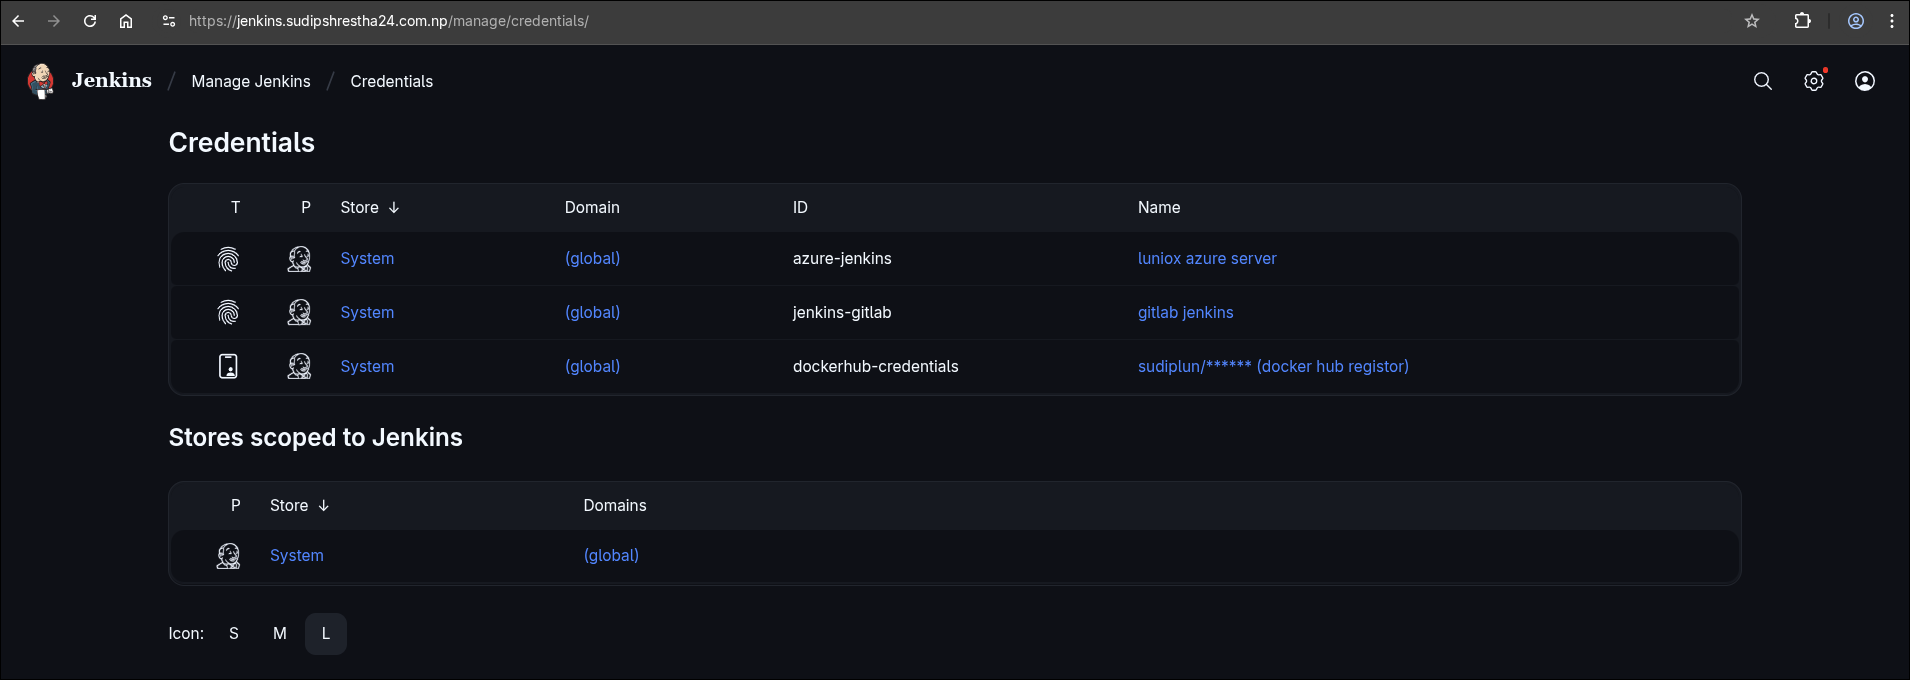 https://jenkins.sudipshrestha24.com.np/manage/credentials/
Jenkins / Manage Jenkins / Credentials
Credentials
T P Store ↓ Domain ID Name
System (global) azure-jenkins luniox azure server
System (global) jenkins-gitlab gitlab jenkins
System (global) dockerhub-credentials sudiplun/****** (docker hub registor)
Stores scoped to Jenkins
P Store ↓ Domains
System (global)
Icon: S M L